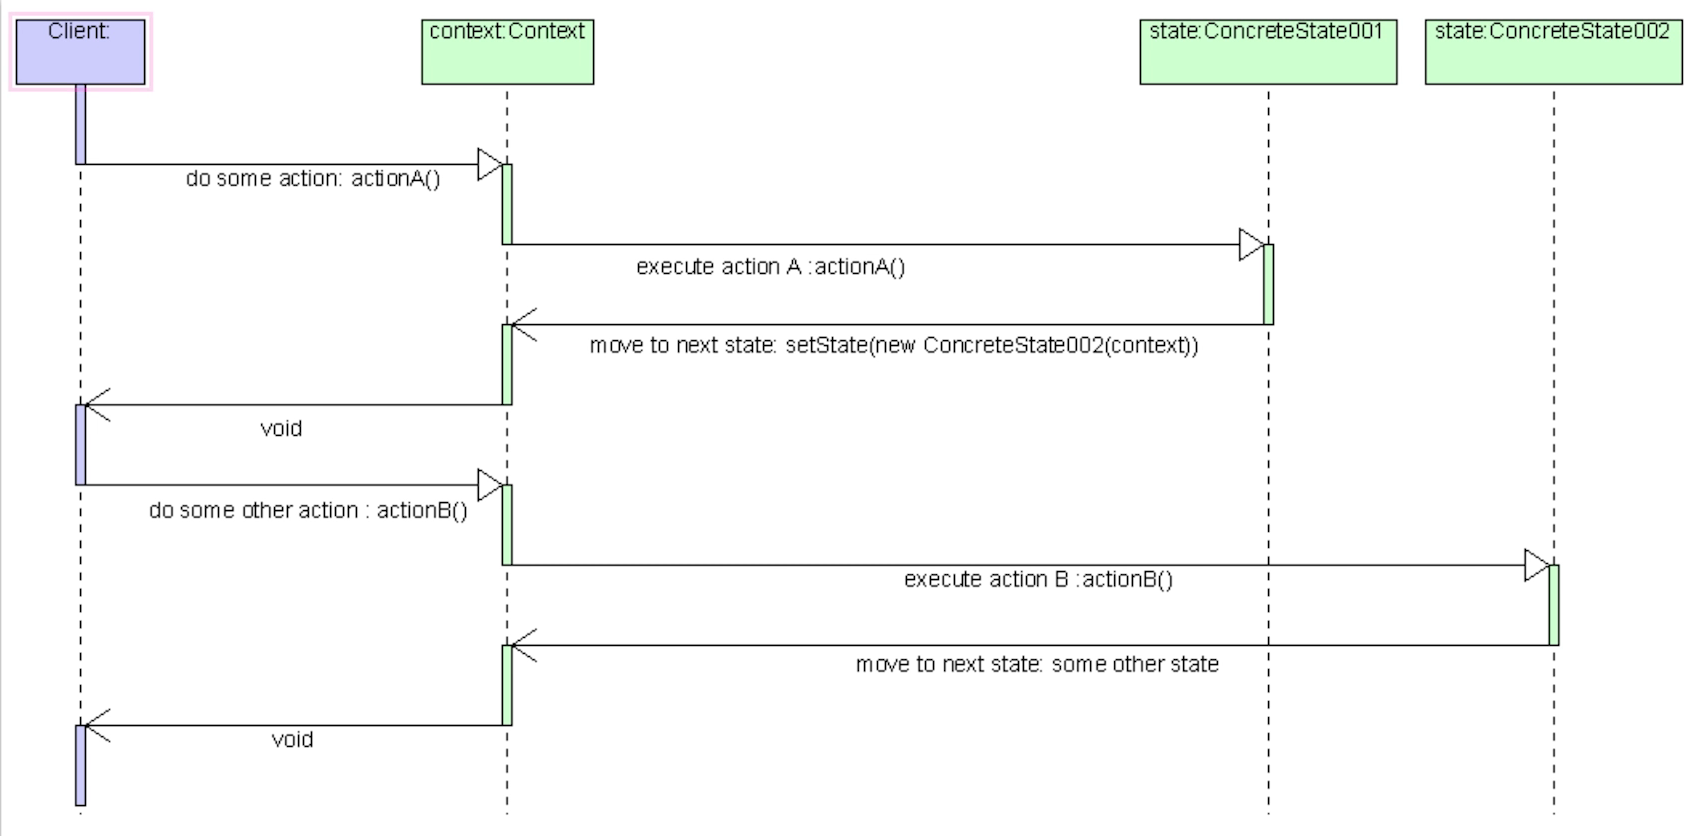 Client:
context:Context
state:ConcreteState001
state:ConcreteState002
do some action: actionA()
execute action A :actionA()
move to next state: setState(new ConcreteState002(context))
void
do some other action : actionB()
execute action B :actionB()
move to next state: some other state
void